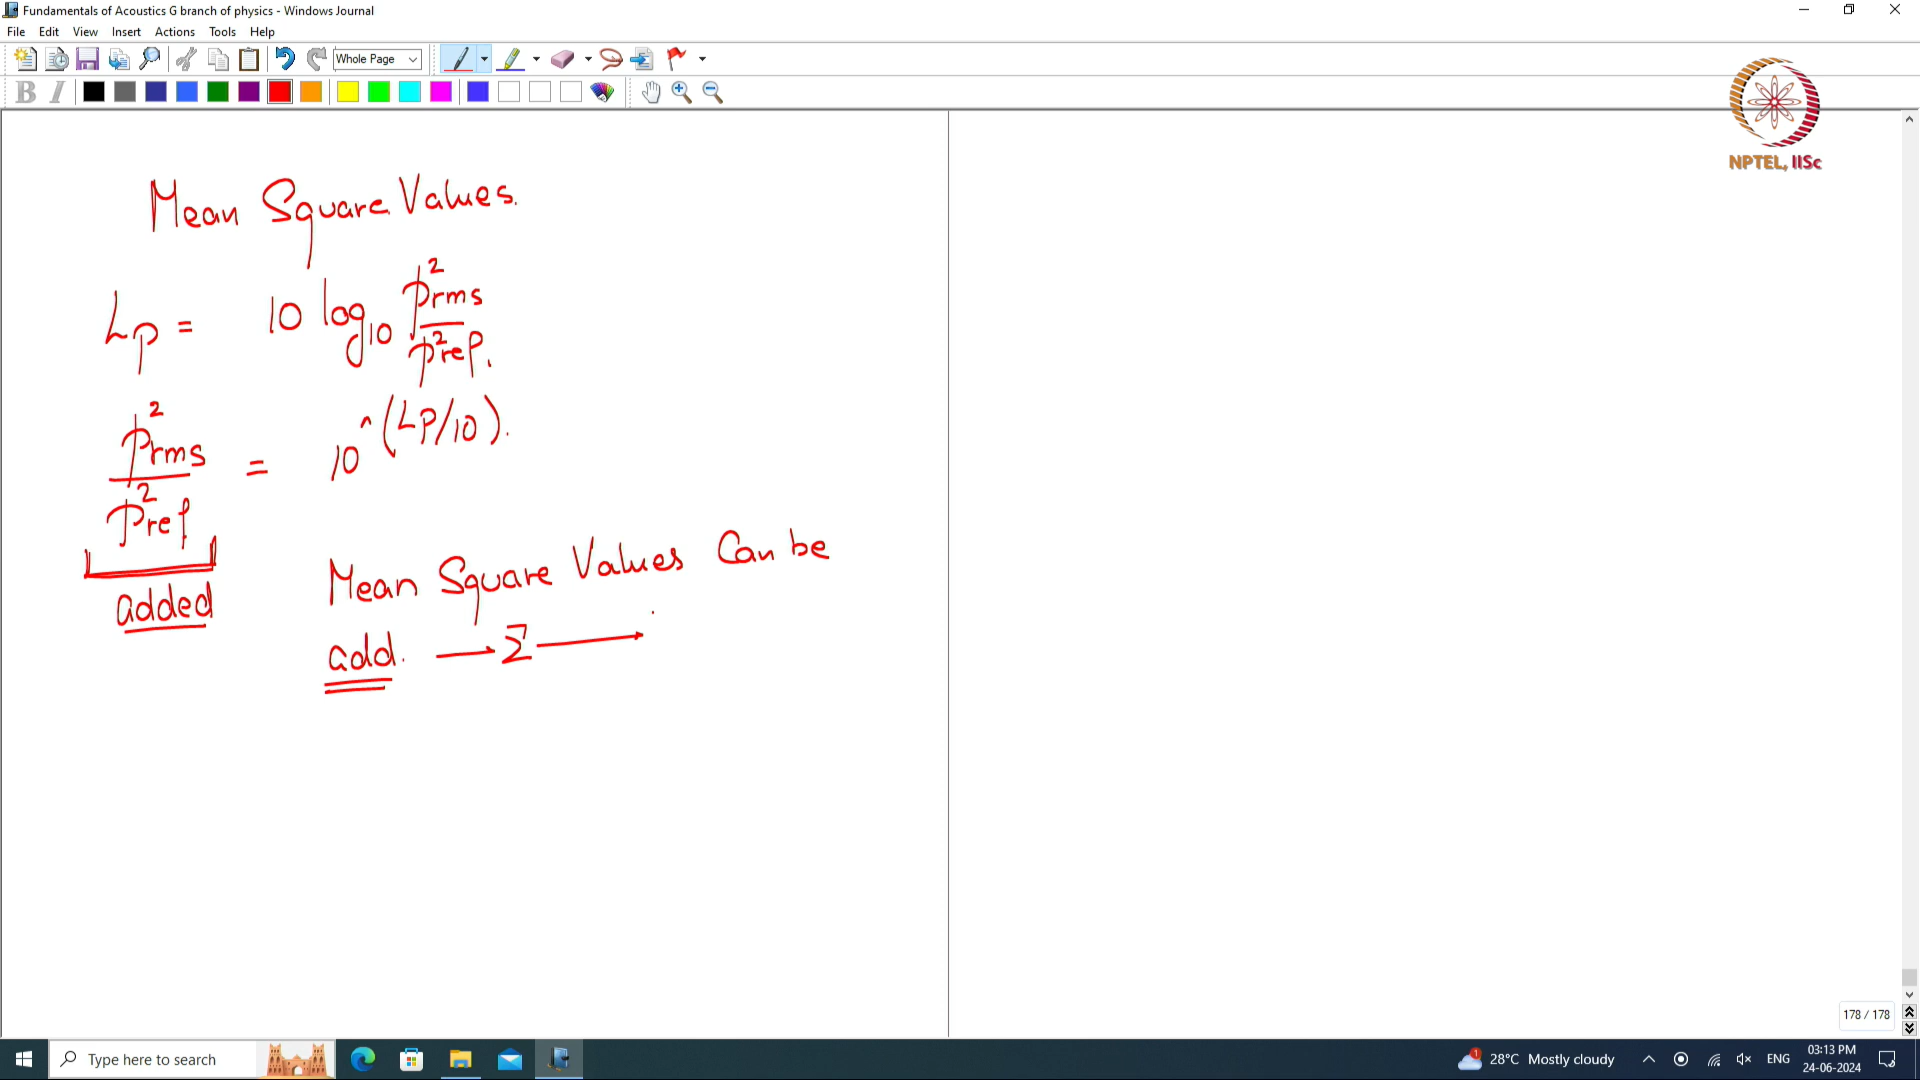 Fundamentals of Acoustics G branch of physics - Windows Journal
File Edit View Insert Actions Tools Help
Whole Page
B I
NPTEL, IISc
Mean Square Values.
Lp = 10 log10 p²rms / p²ref.
p²rms / p²ref = 10^(LP/10).
added
Mean Square Values Can be
add. → Σ →
178 / 178
Type here to search
1
28°C Mostly cloudy
ENG
03:13 PM
24-06-2024